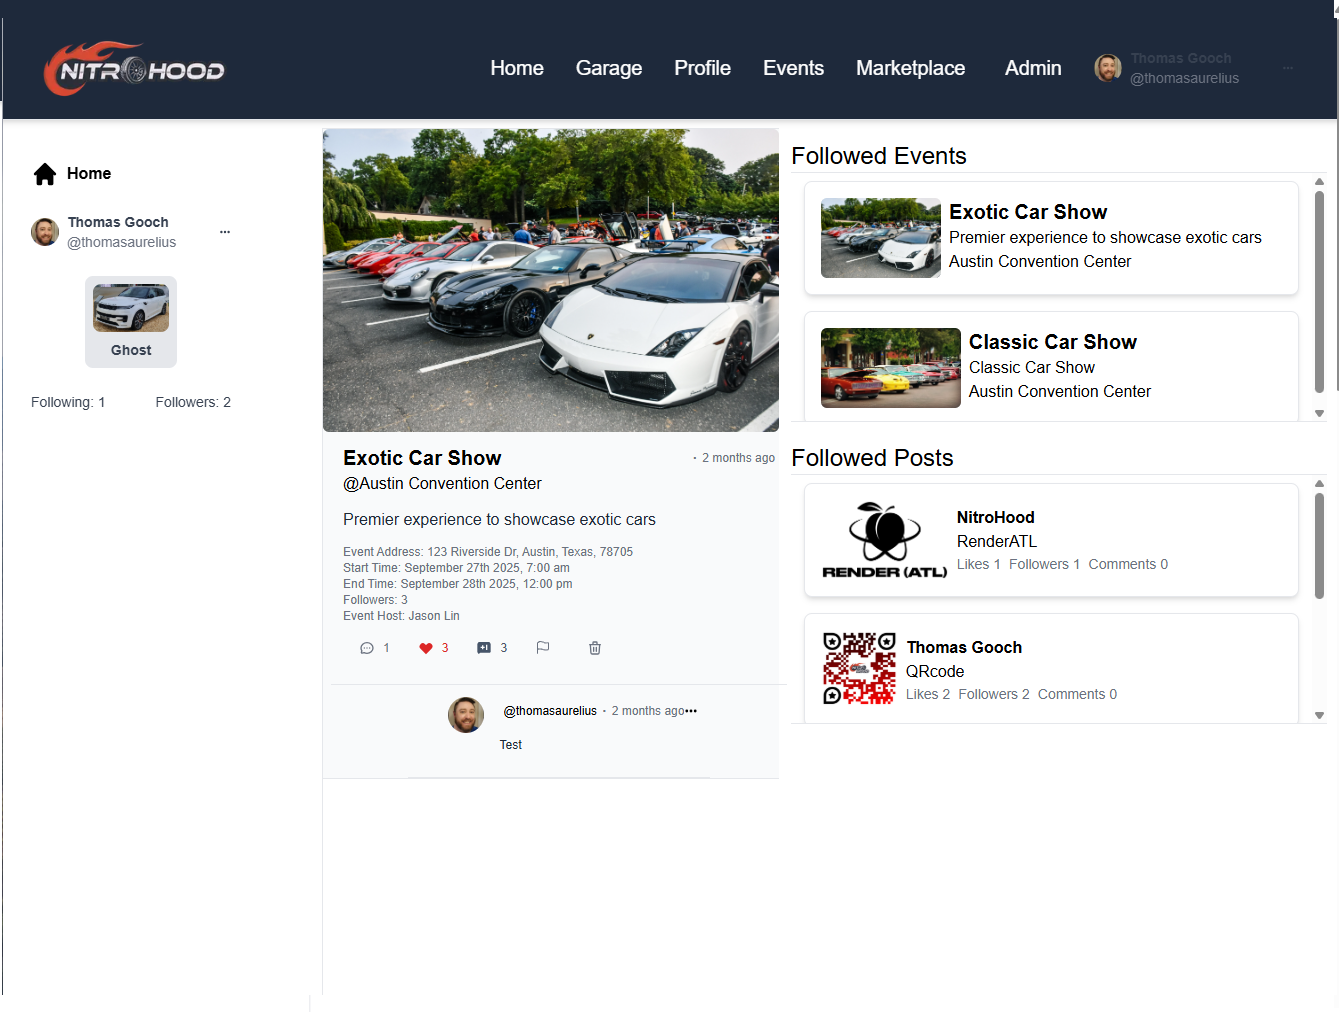 NITROHOOD
Home
Garage
Profile
Events
Marketplace
Admin
Thomas Gooch
@thomasaurelius
...
Home
Thomas Gooch
@thomasaurelius
...
Ghost
Following: 1
Followers: 2
Exotic Car Show
· 2 months ago
@Austin Convention Center
Premier experience to showcase exotic cars
Event Address: 123 Riverside Dr, Austin, Texas, 78705
Start Time: September 27th 2025, 7:00 am
End Time: September 28th 2025, 12:00 pm
Followers: 3
Event Host: Jason Lin
1
3
3
@thomasaurelius · 2 months ago•••
Test
Followed Events
Exotic Car Show
Premier experience to showcase exotic cars
Austin Convention Center
Classic Car Show
Classic Car Show
Austin Convention Center
Followed Posts
RENDER (ATL)
NitroHood
RenderATL
Likes 1 Followers 1 Comments 0
Thomas Gooch
QRcode
Likes 2 Followers 2 Comments 0